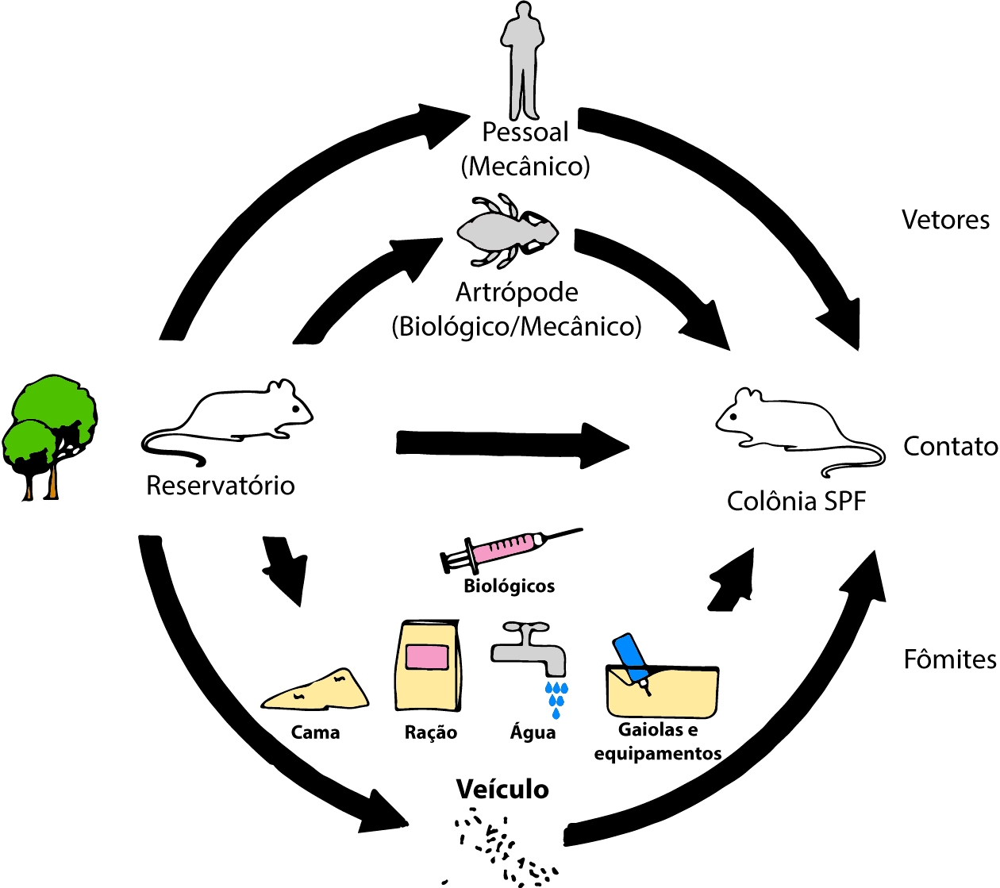 Pessoal
(Mecânico)
Vetores
Artrópode
(Biológico/Mecânico)
Reservatório
Contato
Colônia SPF
Biológicos
Fômites
Cama
Ração
Água
Gaiolas e
equipamentos
Veículo